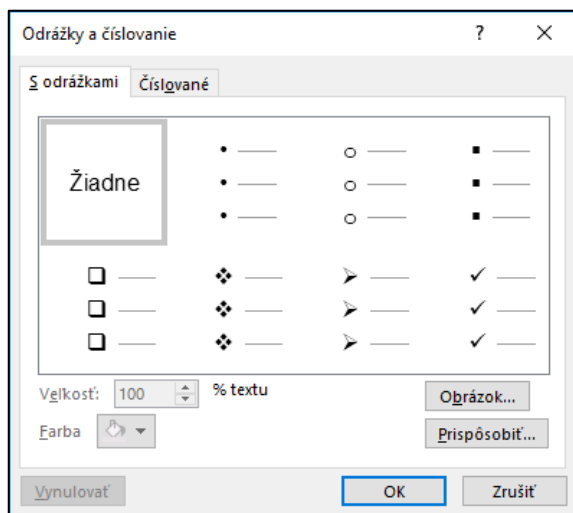 Odrážky a číslovanie
S odrážkami Číslované
Žiadne
Veľkosť: 100 % textu
Obrázok...
Farba
Prispôsobiť...
Vynulovať OK Zrušiť